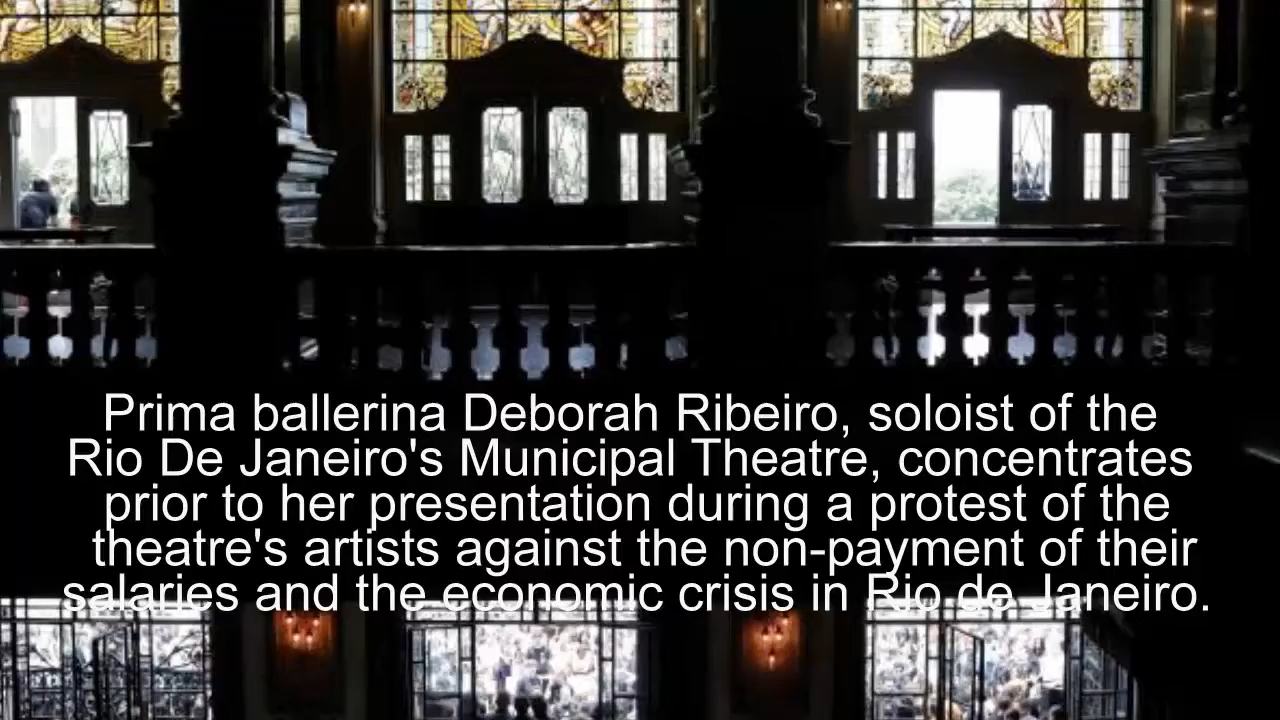 Prima ballerina Deborah Ribeiro, soloist of the
Rio De Janeiro's Municipal Theatre, concentrates
prior to her presentation during a protest of the
theatre's artists against the non-payment of their
salaries and the economic crisis in Rio de Janeiro.